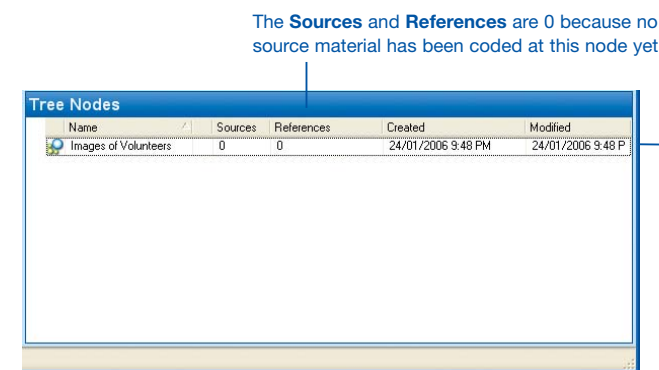 The Sources and References are 0 because no
source material has been coded at this node yet
Tree Nodes
Name Sources References Created Modified
Images of Volunteers 0 0 24/01/2006 9:48 PM 24/01/2006 9:48 P